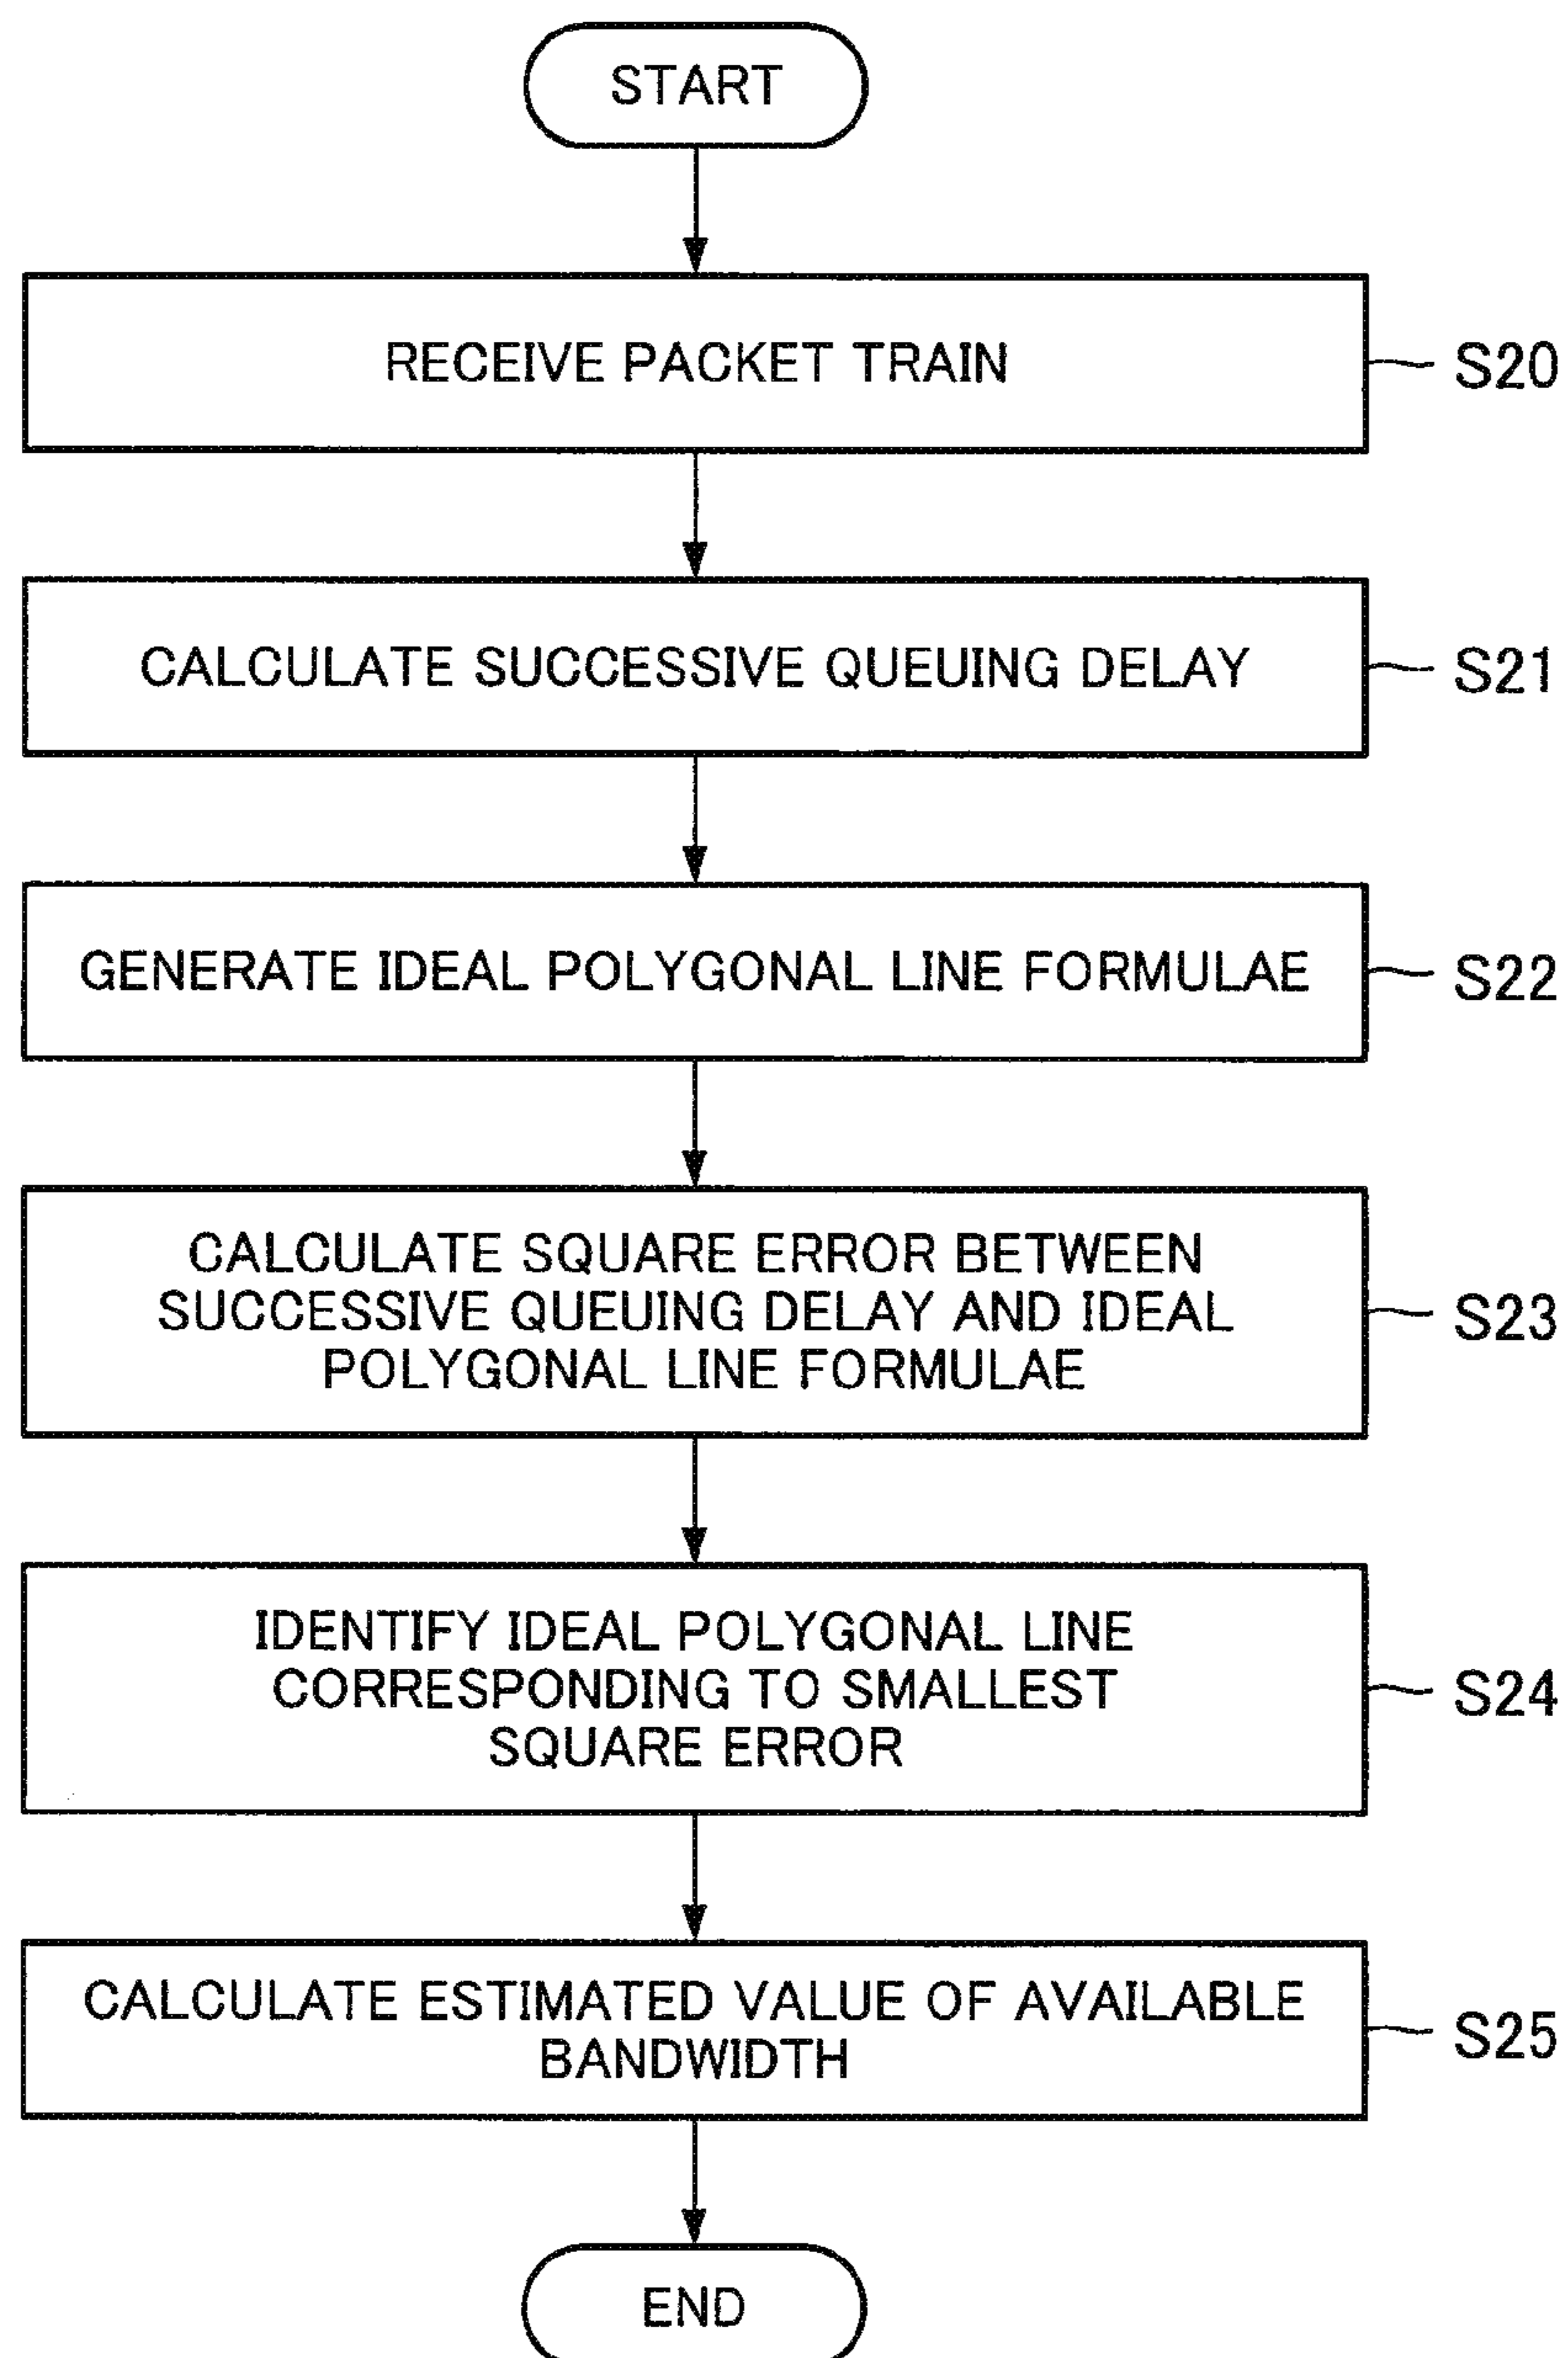 START
RECEIVE PACKET TRAIN
S20
CALCULATE SUCCESSIVE QUEUING DELAY
S21
GENERATE IDEAL POLYGONAL LINE FORMULAE
S22
CALCULATE SQUARE ERROR BETWEEN
SUCCESSIVE QUEUING DELAY AND IDEAL
POLYGONAL LINE FORMULAE
S23
IDENTIFY IDEAL POLYGONAL LINE
CORRESPONDING TO SMALLEST
SQUARE ERROR
S24
CALCULATE ESTIMATED VALUE OF AVAILABLE
BANDWIDTH
S25
END